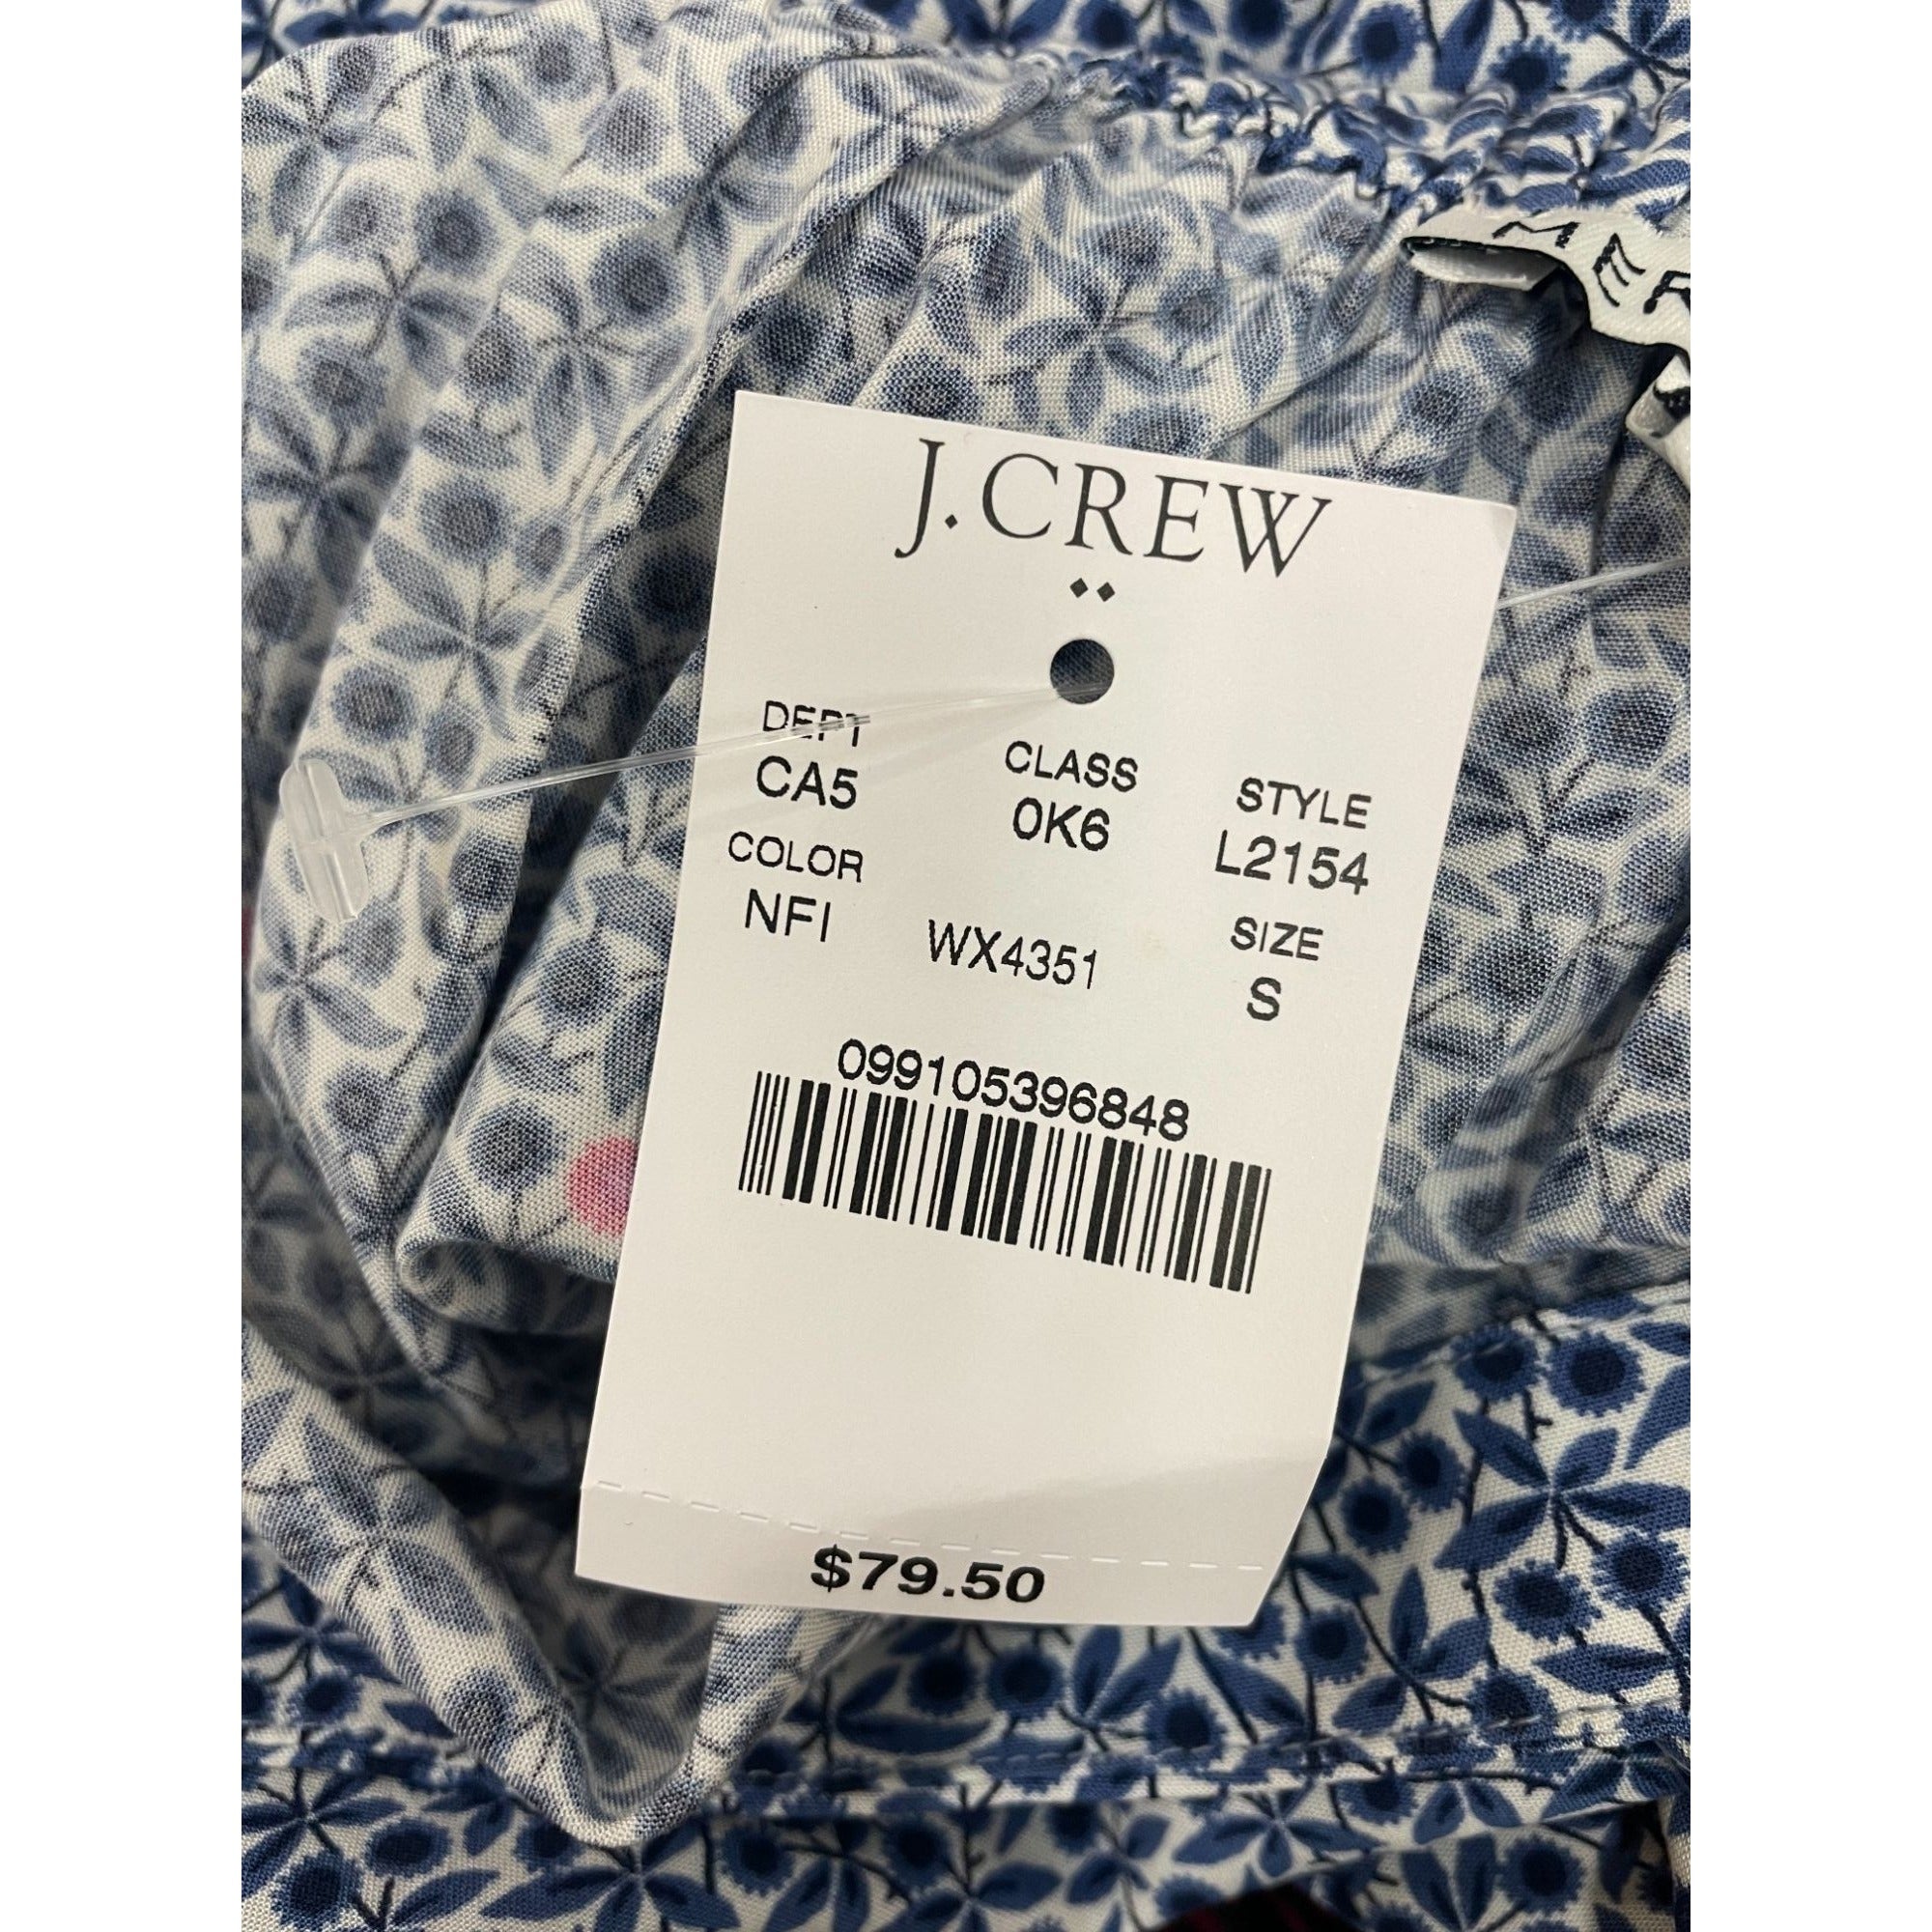 J.CREW
DEPT CLASS STYLE
CA5 0K6 L2154
COLOR SIZE
NFI WX4351 S
099105396848
$79.50